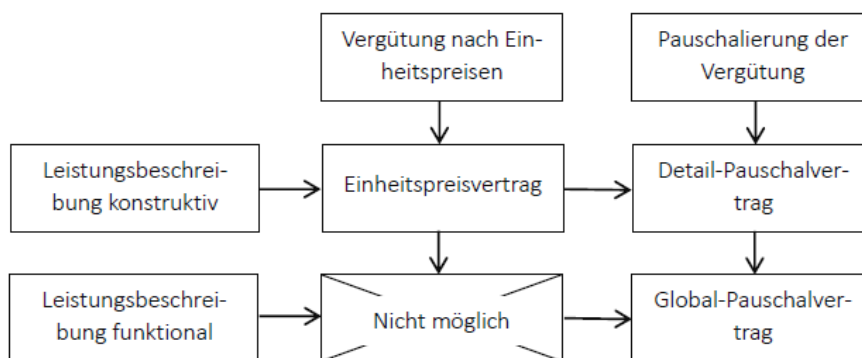 Vergütung nach Ein-
heitspreisen
Pauschalierung der
Vergütung
Leistungsbeschrei-
bung konstruktiv
Einheitspreisvertrag
Detail-Pauschalver-
trag
Leistungsbeschrei-
bung funktional
Nicht möglich
Global-Pauschalver-
trag